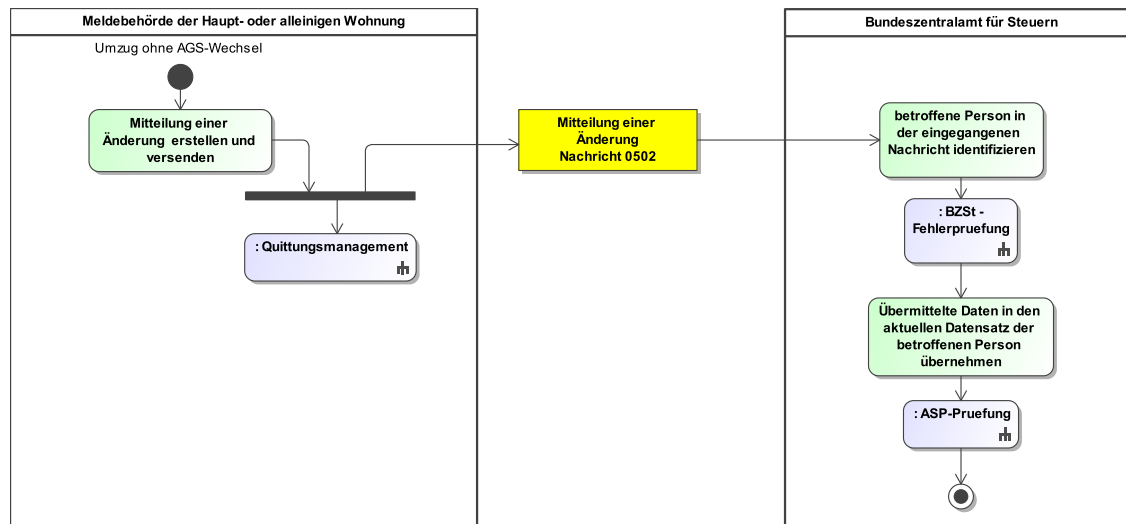 Meldebehörde der Haupt- oder alleinigen Wohnung
Umzug ohne AGS-Wechsel
Mitteilung einer
Änderung erstellen und
versenden
: Quittungsmanagement
Mitteilung einer
Änderung
Nachricht 0502
Bundeszentralamt für Steuern
betroffene Person in
der eingegangenen
Nachricht identifizieren
: BZSt -
Fehlerpruefung
Übermittelte Daten in den
aktuellen Datensatz der
betroffenen Person
übernehmen
: ASP-Pruefung